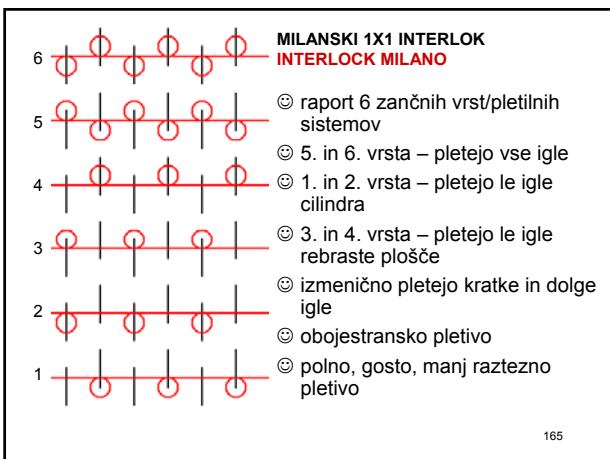 MILANSKI 1X1 INTERLOK
INTERLOCK MILANO
☺ raport 6 zančnih vrst/pletilnih
sistemov
☺ 5. in 6. vrsta – pletejo vse igle
☺ 1. in 2. vrsta – pletejo le igle
cilindra
☺ 3. in 4. vrsta – pletejo le igle
rebraste plošče
☺ izmenično pletejo kratke in dolge
igle
☺ obojestransko pletivo
☺ polno, gosto, manj raztezno
pletivo
6
5
4
3
2
1
165